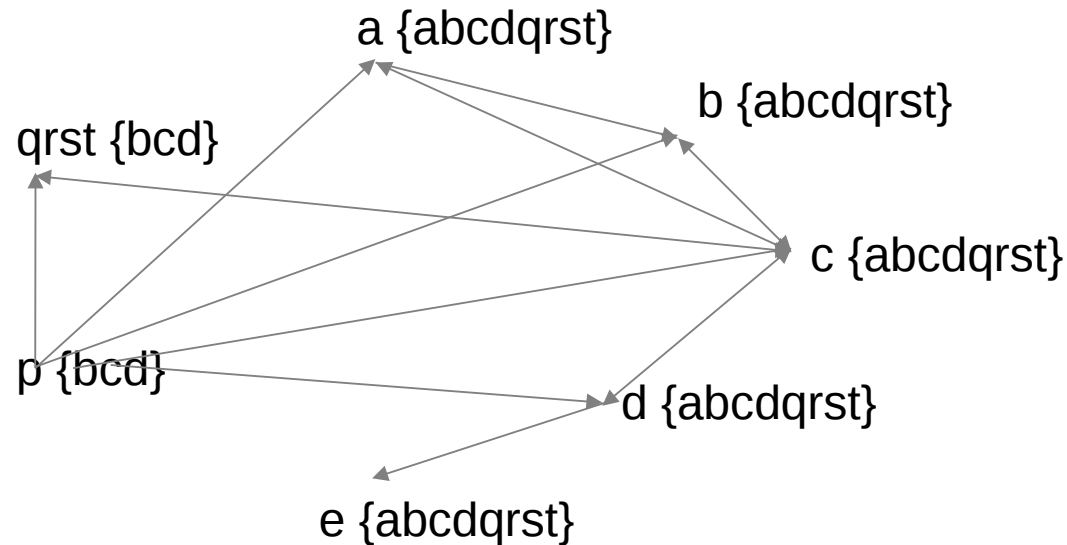 a {abcdqrst}
b {abcdqrst}
qrst {bcd}
c {abcdqrst}
p {bcd}
d {abcdqrst}
e {abcdqrst}